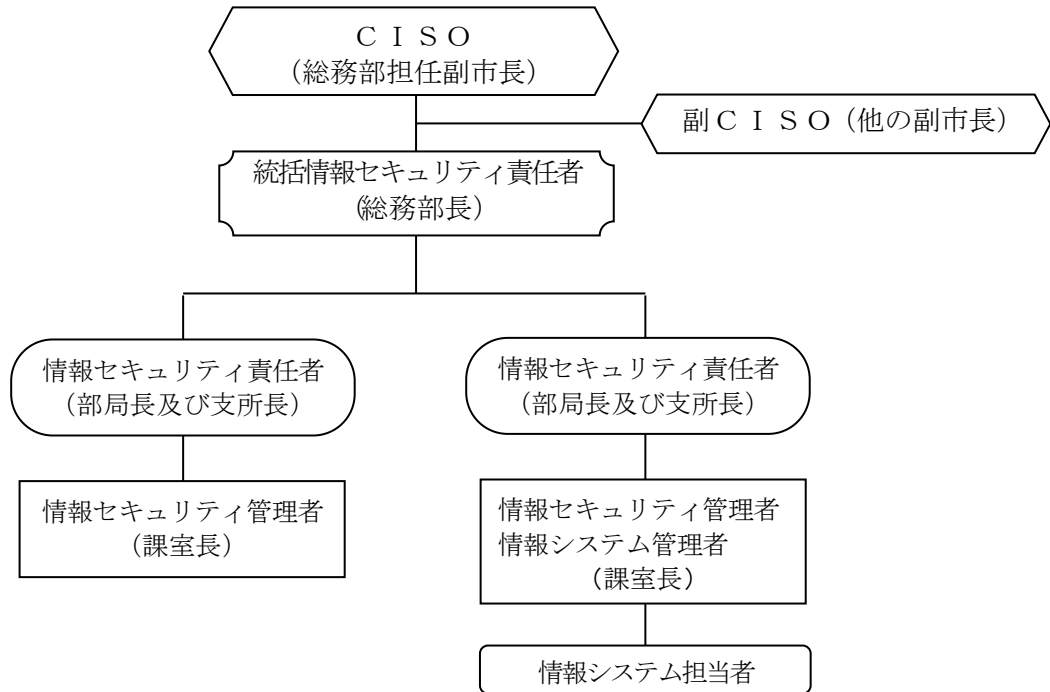 ＣＩＳＯ
（総務部担任副市長）
副ＣＩＳＯ（他の副市長）
統括情報セキュリティ責任者
（総務部長）
情報セキュリティ責任者
（部局長及び支所長）
情報セキュリティ責任者
（部局長及び支所長）
情報セキュリティ管理者
（課室長）
情報セキュリティ管理者
情報システム管理者
（課室長）
情報システム担当者